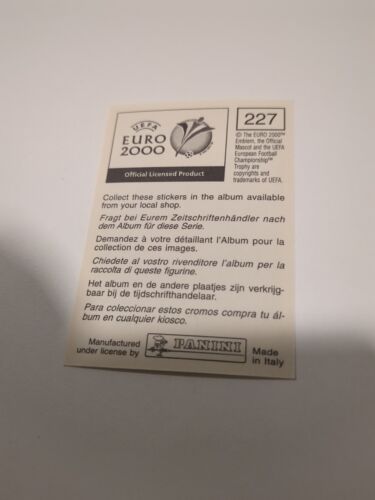 UEFA
EURO
2000
Official Licensed Product
227
© The EURO 2000™
Emblem, the Official
Mascot and the UEFA
European Football
Championship™
Trophy are
copyrights and
trademarks of UEFA.
Collect these stickers in the album available
from your local shop.
Fragt bei Eurem Zeitschriftenhändler nach
dem Album für diese Serie.
Demandez à votre détaillant l'Album pour la
collection de ces images.
Chiedete al vostro rivenditore l'album per la
raccolta di queste figurine.
Het album en de andere plaatjes zijn verkrijg-
baar bij de tijdschrifthandelaar.
Para coleccionar estos cromos compra tu ál-
bum en cualquier kiosco.
Manufactured
under license by
PANINI
Made
in Italy